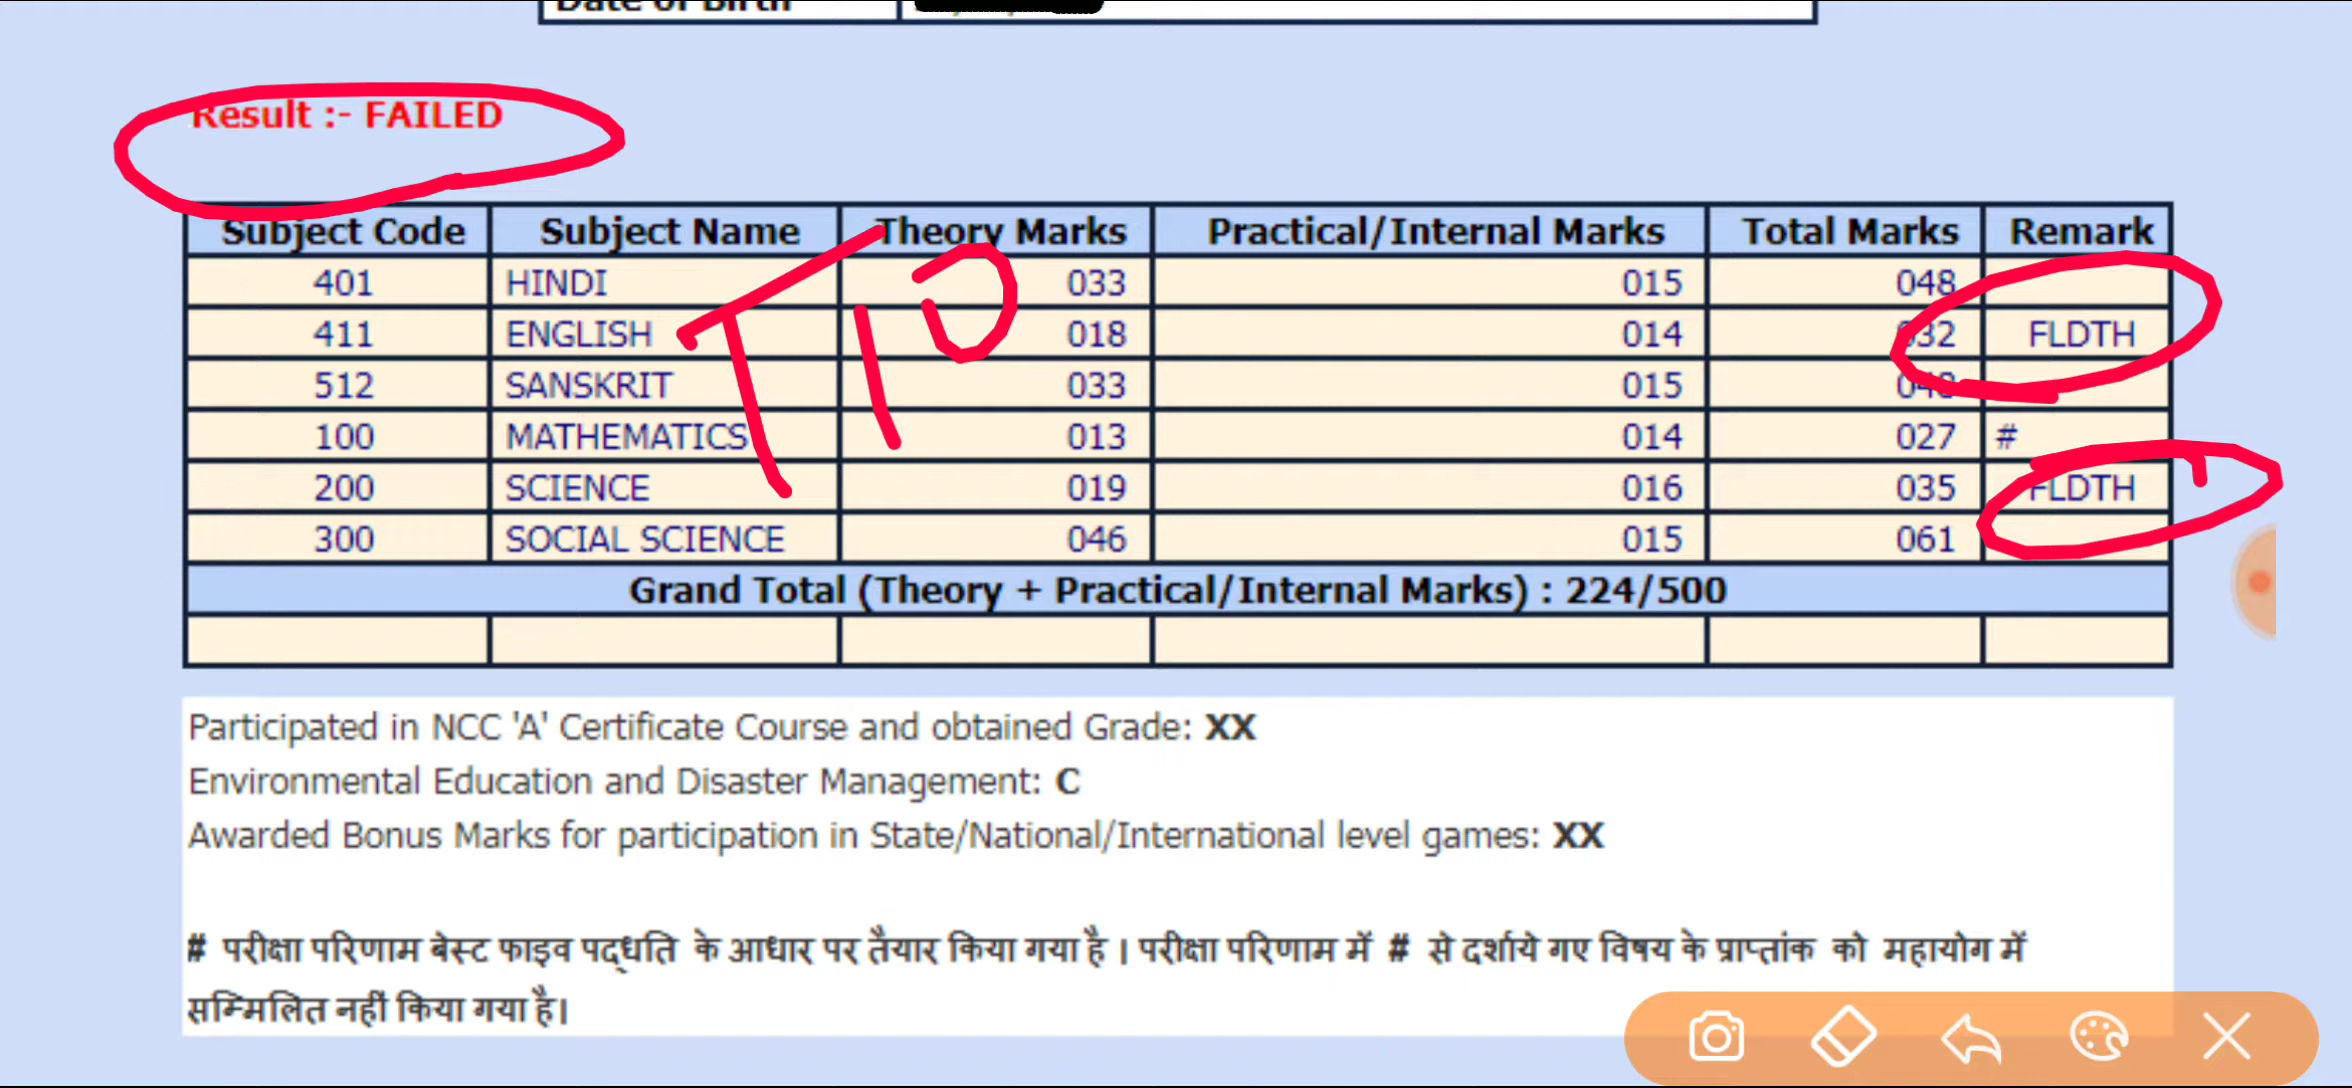 Date of Birth
Result :- FAILED
Subject Code Subject Name Theory Marks Practical/Internal Marks Total Marks Remark
401 HINDI 033 015 048
411 ENGLISH 018 014 032 FLDTH
512 SANSKRIT 033 015 048
100 MATHEMATICS 013 014 027 #
200 SCIENCE 019 016 035 FLDTH
300 SOCIAL SCIENCE 046 015 061
Grand Total (Theory + Practical/Internal Marks) : 224/500
Participated in NCC 'A' Certificate Course and obtained Grade: XX
Environmental Education and Disaster Management: C
Awarded Bonus Marks for participation in State/National/International level games: XX
# परीक्षा परिणाम बेस्ट फाइव पद्धति के आधार पर तैयार किया गया है । परीक्षा परिणाम में # से दर्शाये गए विषय के प्राप्तांक को महायोग में
सम्मिलित नहीं किया गया है।